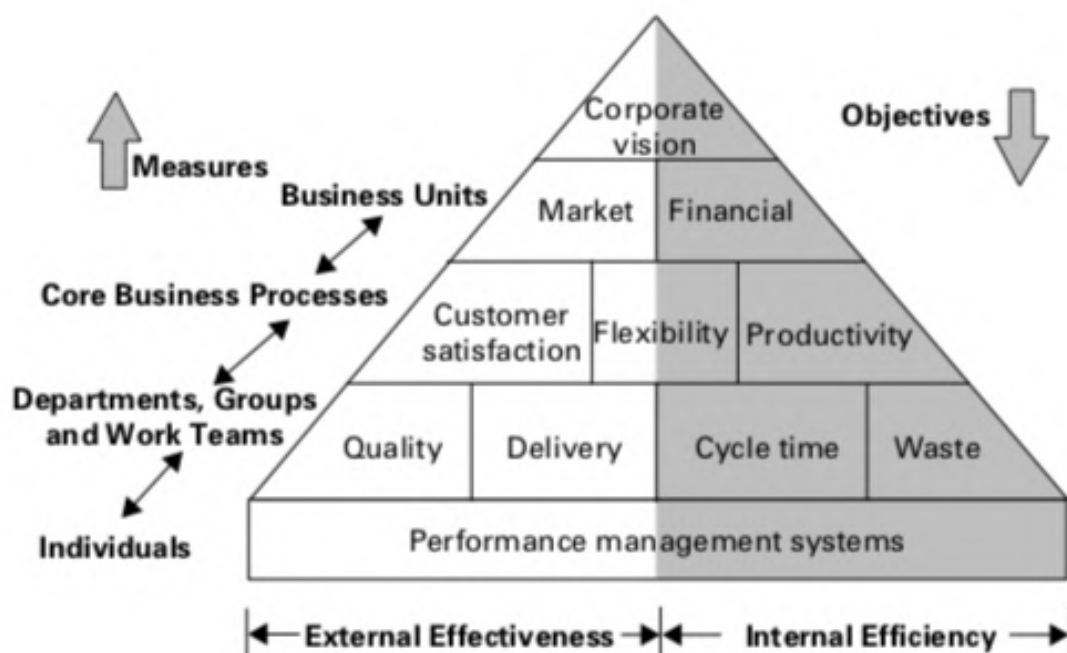 Corporate
vision
Objectives
Measures
Business Units
Market
Financial
Core Business Processes
Customer
satisfaction
Flexibility
Productivity
Departments, Groups
and Work Teams
Quality
Delivery
Cycle time
Waste
Individuals
Performance management systems
External Effectiveness
Internal Efficiency